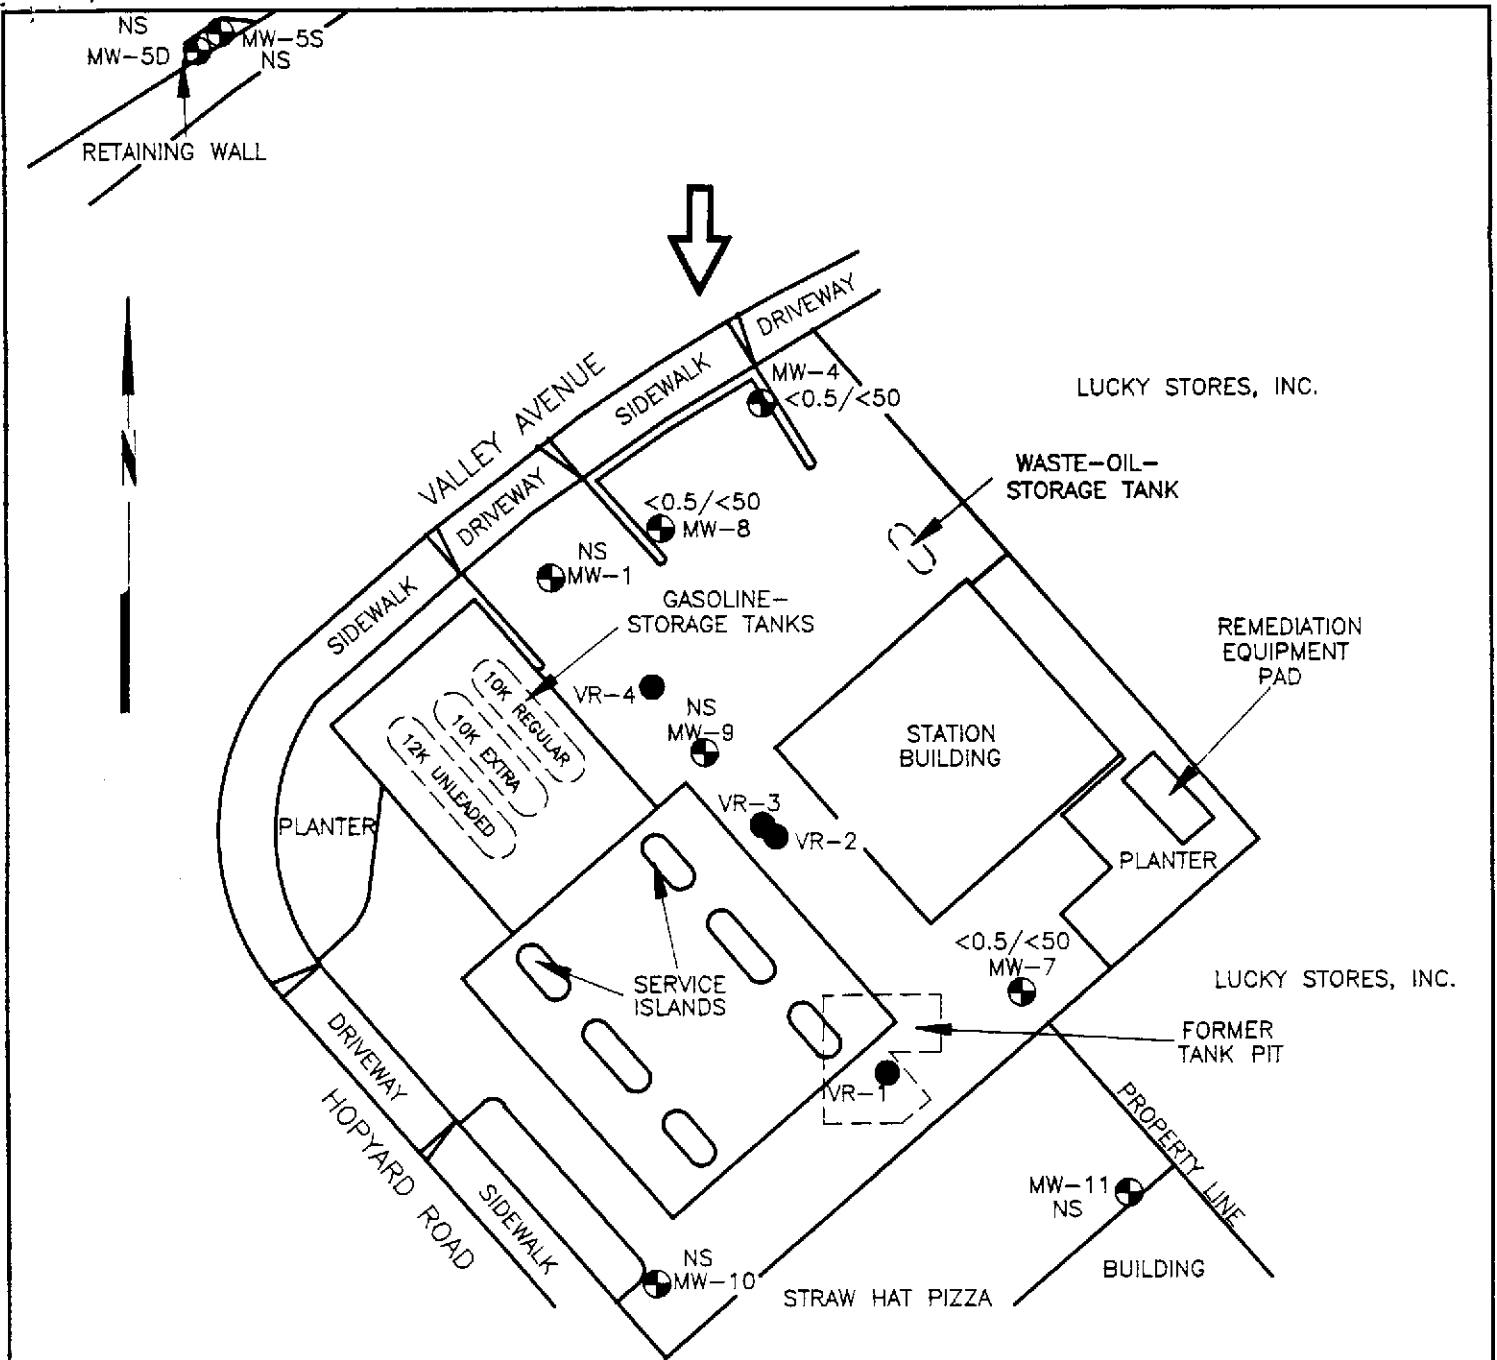 NS
MW-5D
MW-5S
NS
RETAINING WALL
N
VALLEY AVENUE
DRIVEWAY
SIDEWALK
DRIVEWAY
SIDEWALK
MW-4
<0.5/<50
LUCKY STORES, INC.
WASTE-OIL-
STORAGE TANK
<0.5/<50
MW-8
NS
MW-1
GASOLINE-
STORAGE TANKS
10K REGULAR
10K EXTRA
12K UNLEADED
VR-4
NS
MW-9
STATION
BUILDING
REMEDIATION
EQUIPMENT
PAD
PLANTER
VR-3
VR-2
PLANTER
<0.5/<50
MW-7
LUCKY STORES, INC.
SERVICE
ISLANDS
FORMER
TANK PIT
VR-1
DRIVEWAY
HOPYARD ROAD
SIDEWALK
PROPERTY LINE
MW-11
NS
NS
MW-10
STRAW HAT PIZZA
BUILDING